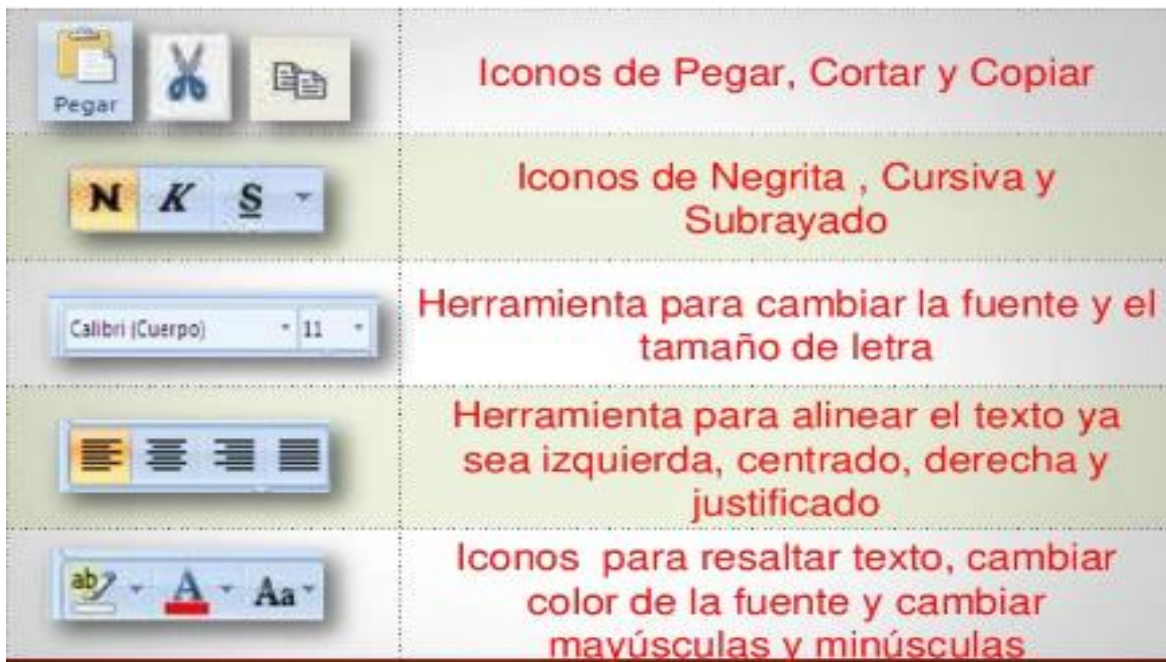 Pegar
Iconos de Pegar, Cortar y Copiar
N K S
Iconos de Negrita , Cursiva y
Subrayado
Calibri (Cuerpo) 11
Herramienta para cambiar la fuente y el
tamaño de letra
Herramienta para alinear el texto ya
sea izquierda, centrado, derecha y
justificado
ab A Aa
Iconos para resaltar texto, cambiar
color de la fuente y cambiar
mayúsculas y minúsculas